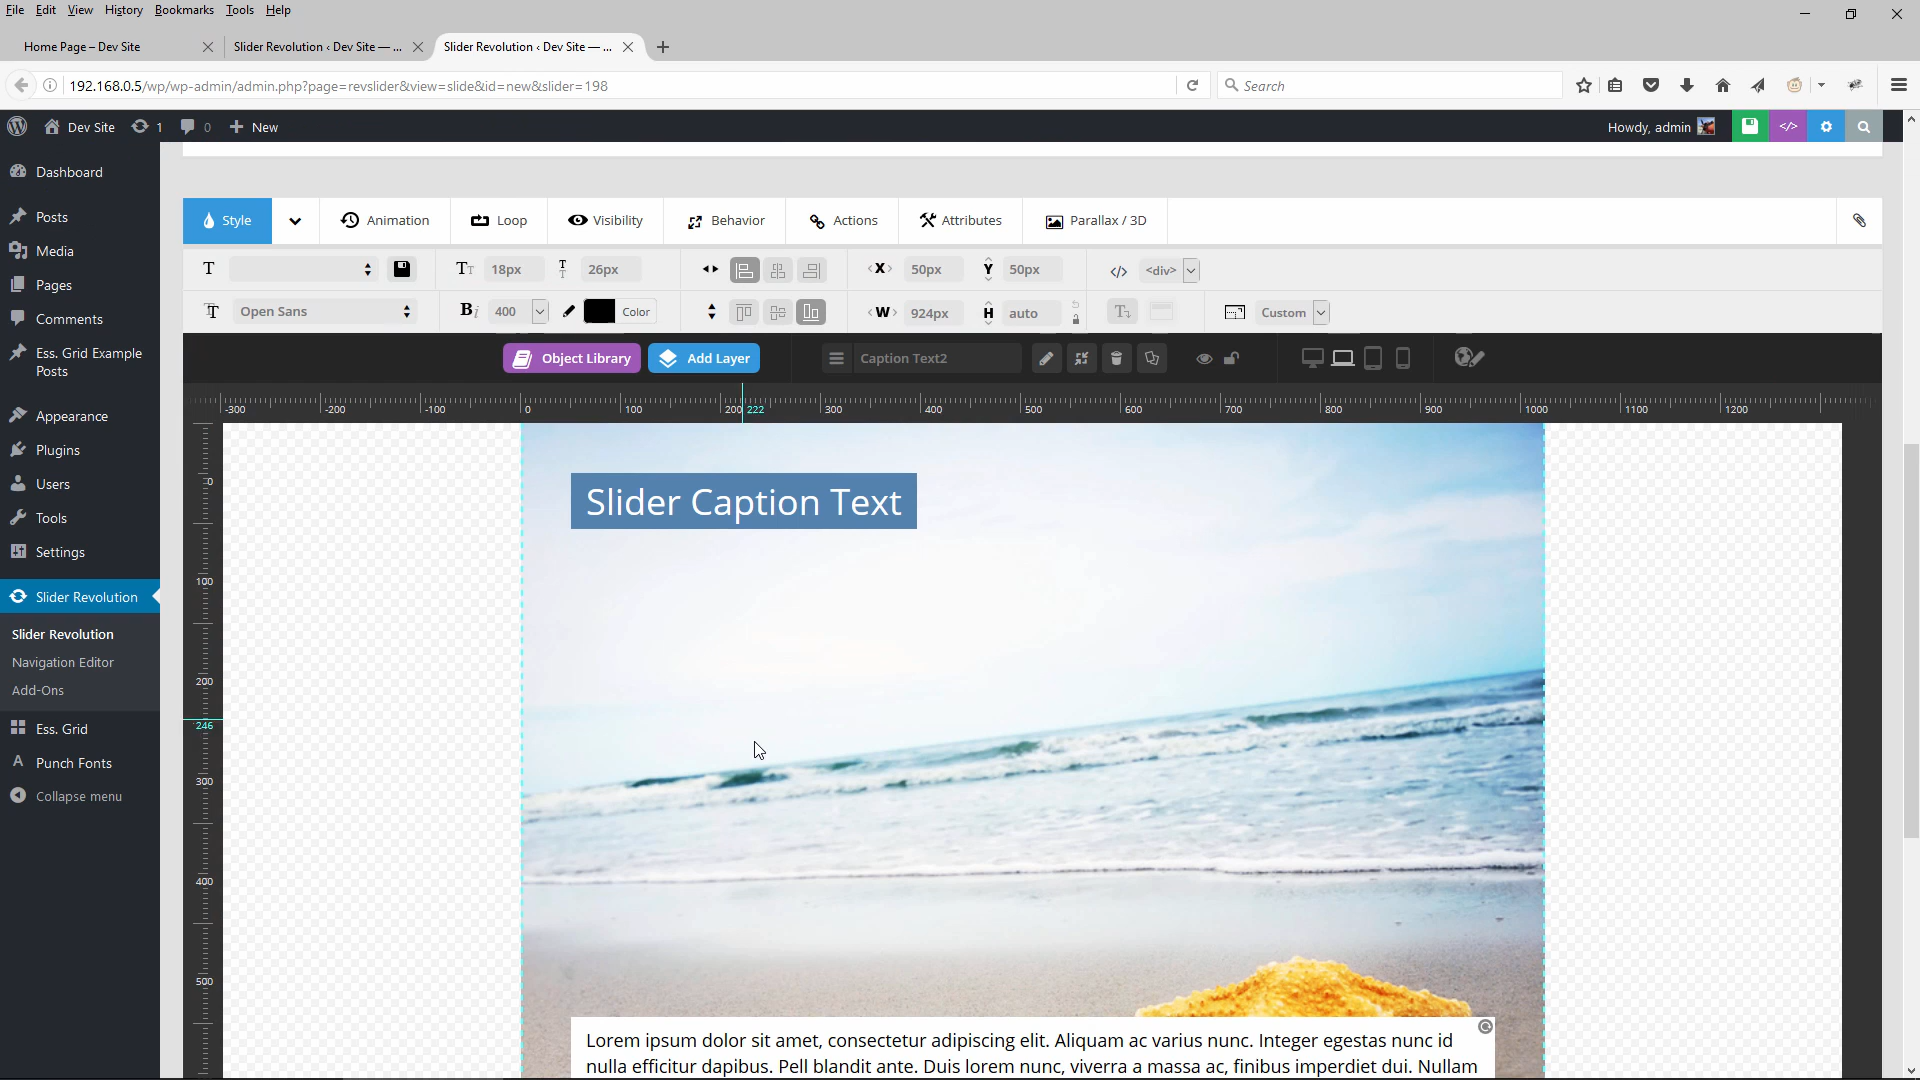 File Edit View History Bookmarks Tools Help
Home Page – Dev Site
Slider Revolution ‹ Dev Site — ...
Slider Revolution ‹ Dev Site — ...
192.168.0.5/wp/wp-admin/admin.php?page=revslider&view=slide&id=new&slider=198
Search
Dev Site 1 0 New
Howdy, admin
Dashboard
Posts
Media
Pages
Comments
Ess. Grid Example
Posts
Appearance
Plugins
Users
Tools
Settings
Slider Revolution
Slider Revolution
Navigation Editor
Add-Ons
Ess. Grid
Punch Fonts
Collapse menu
Style Animation Loop Visibility Behavior Actions Attributes Parallax / 3D
18px 26px X 50px Y 50px <div>
Open Sans 400 Color W 924px H auto Custom
Object Library Add Layer Caption Text2
-300 -200 -100 0 100 200 222 300 400 500 600 700 800 900 1000 1100 1200
0
100
200
246
300
400
500
Slider Caption Text
Lorem ipsum dolor sit amet, consectetur adipiscing elit. Aliquam ac varius nunc. Integer egestas nunc id
nulla efficitur dapibus. Pell blandit ante. Duis lorem nunc, viverra a massa ac, finibus imperdiet dui. Nullam